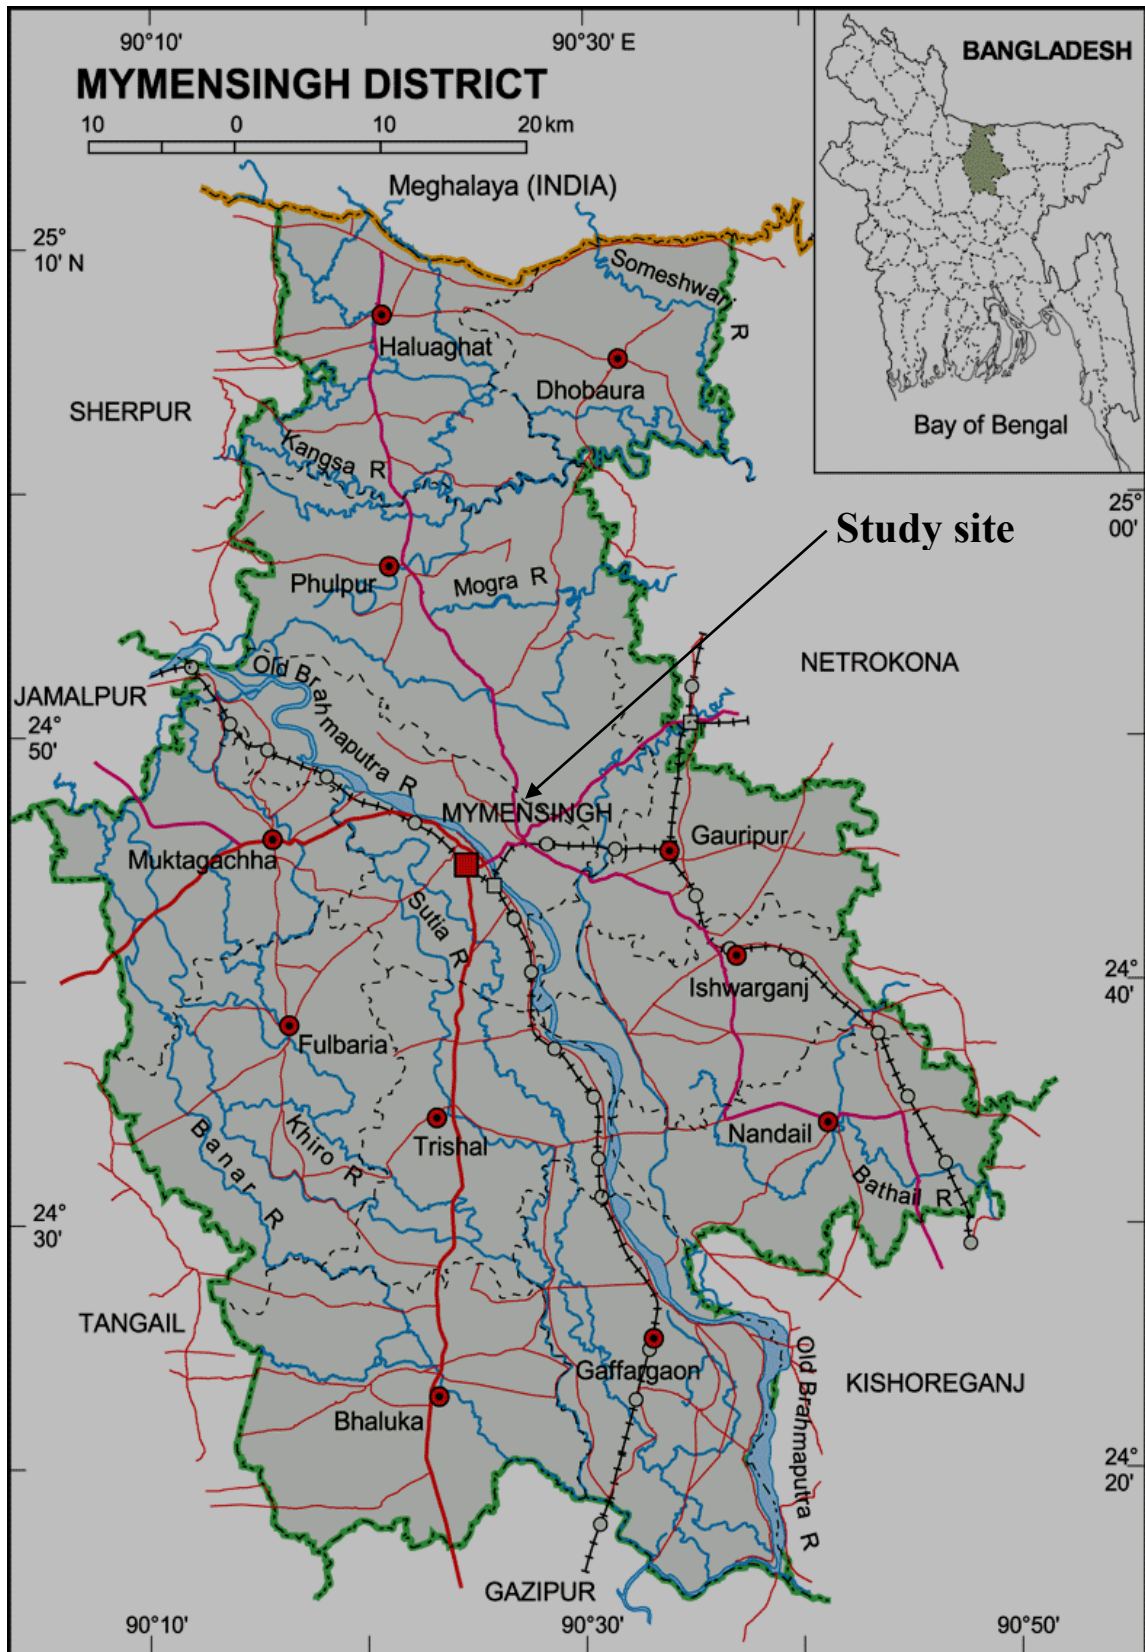 90°10'
90°30' E
BANGLADESH
MYMENSINGH DISTRICT
10 0 10 20 km
Meghalaya (INDIA)
25°
10' N
Someshwari R
Haluaghat
Dhobaura
SHERPUR
Bay of Bengal
Kangsa R
25°
00'
Study site
Phulpur
Mogra R
NETROKONA
Old Brahmaputra R
JAMALPUR
24°
50'
MYMENSINGH
Gauripur
Muktagachha
Sutia R
Ishwarganj
24°
40'
Fulbaria
Khiro R
Trishal
Nandail
Banar R
Bathail R
24°
30'
TANGAIL
Gaffargaon
Old Brahmaputra R
KISHOREGANJ
Bhaluka
24°
20'
GAZIPUR
90°10'
90°30'
90°50'